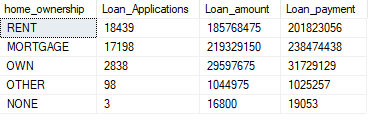 home_ownership Loan_Applications Loan_amount Loan_payment
RENT 18439 185768475 201823056
MORTGAGE 17198 219329150 238474438
OWN 2838 29597675 31729129
OTHER 98 1044975 1025257
NONE 3 16800 19053